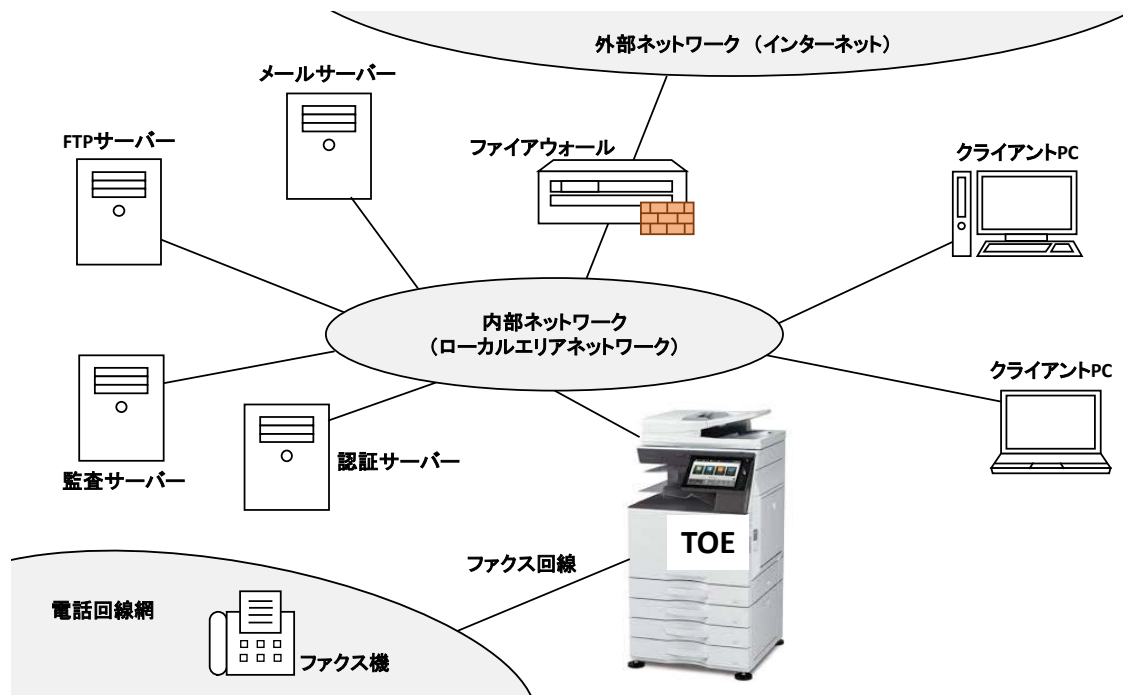 外部ネットワーク（インターネット）
メールサーバー
FTPサーバー
ファイアウォール
クライアントPC
内部ネットワーク
（ローカルエリアネットワーク）
クライアントPC
監査サーバー
認証サーバー
TOE
ファクス回線
電話回線網
ファクス機